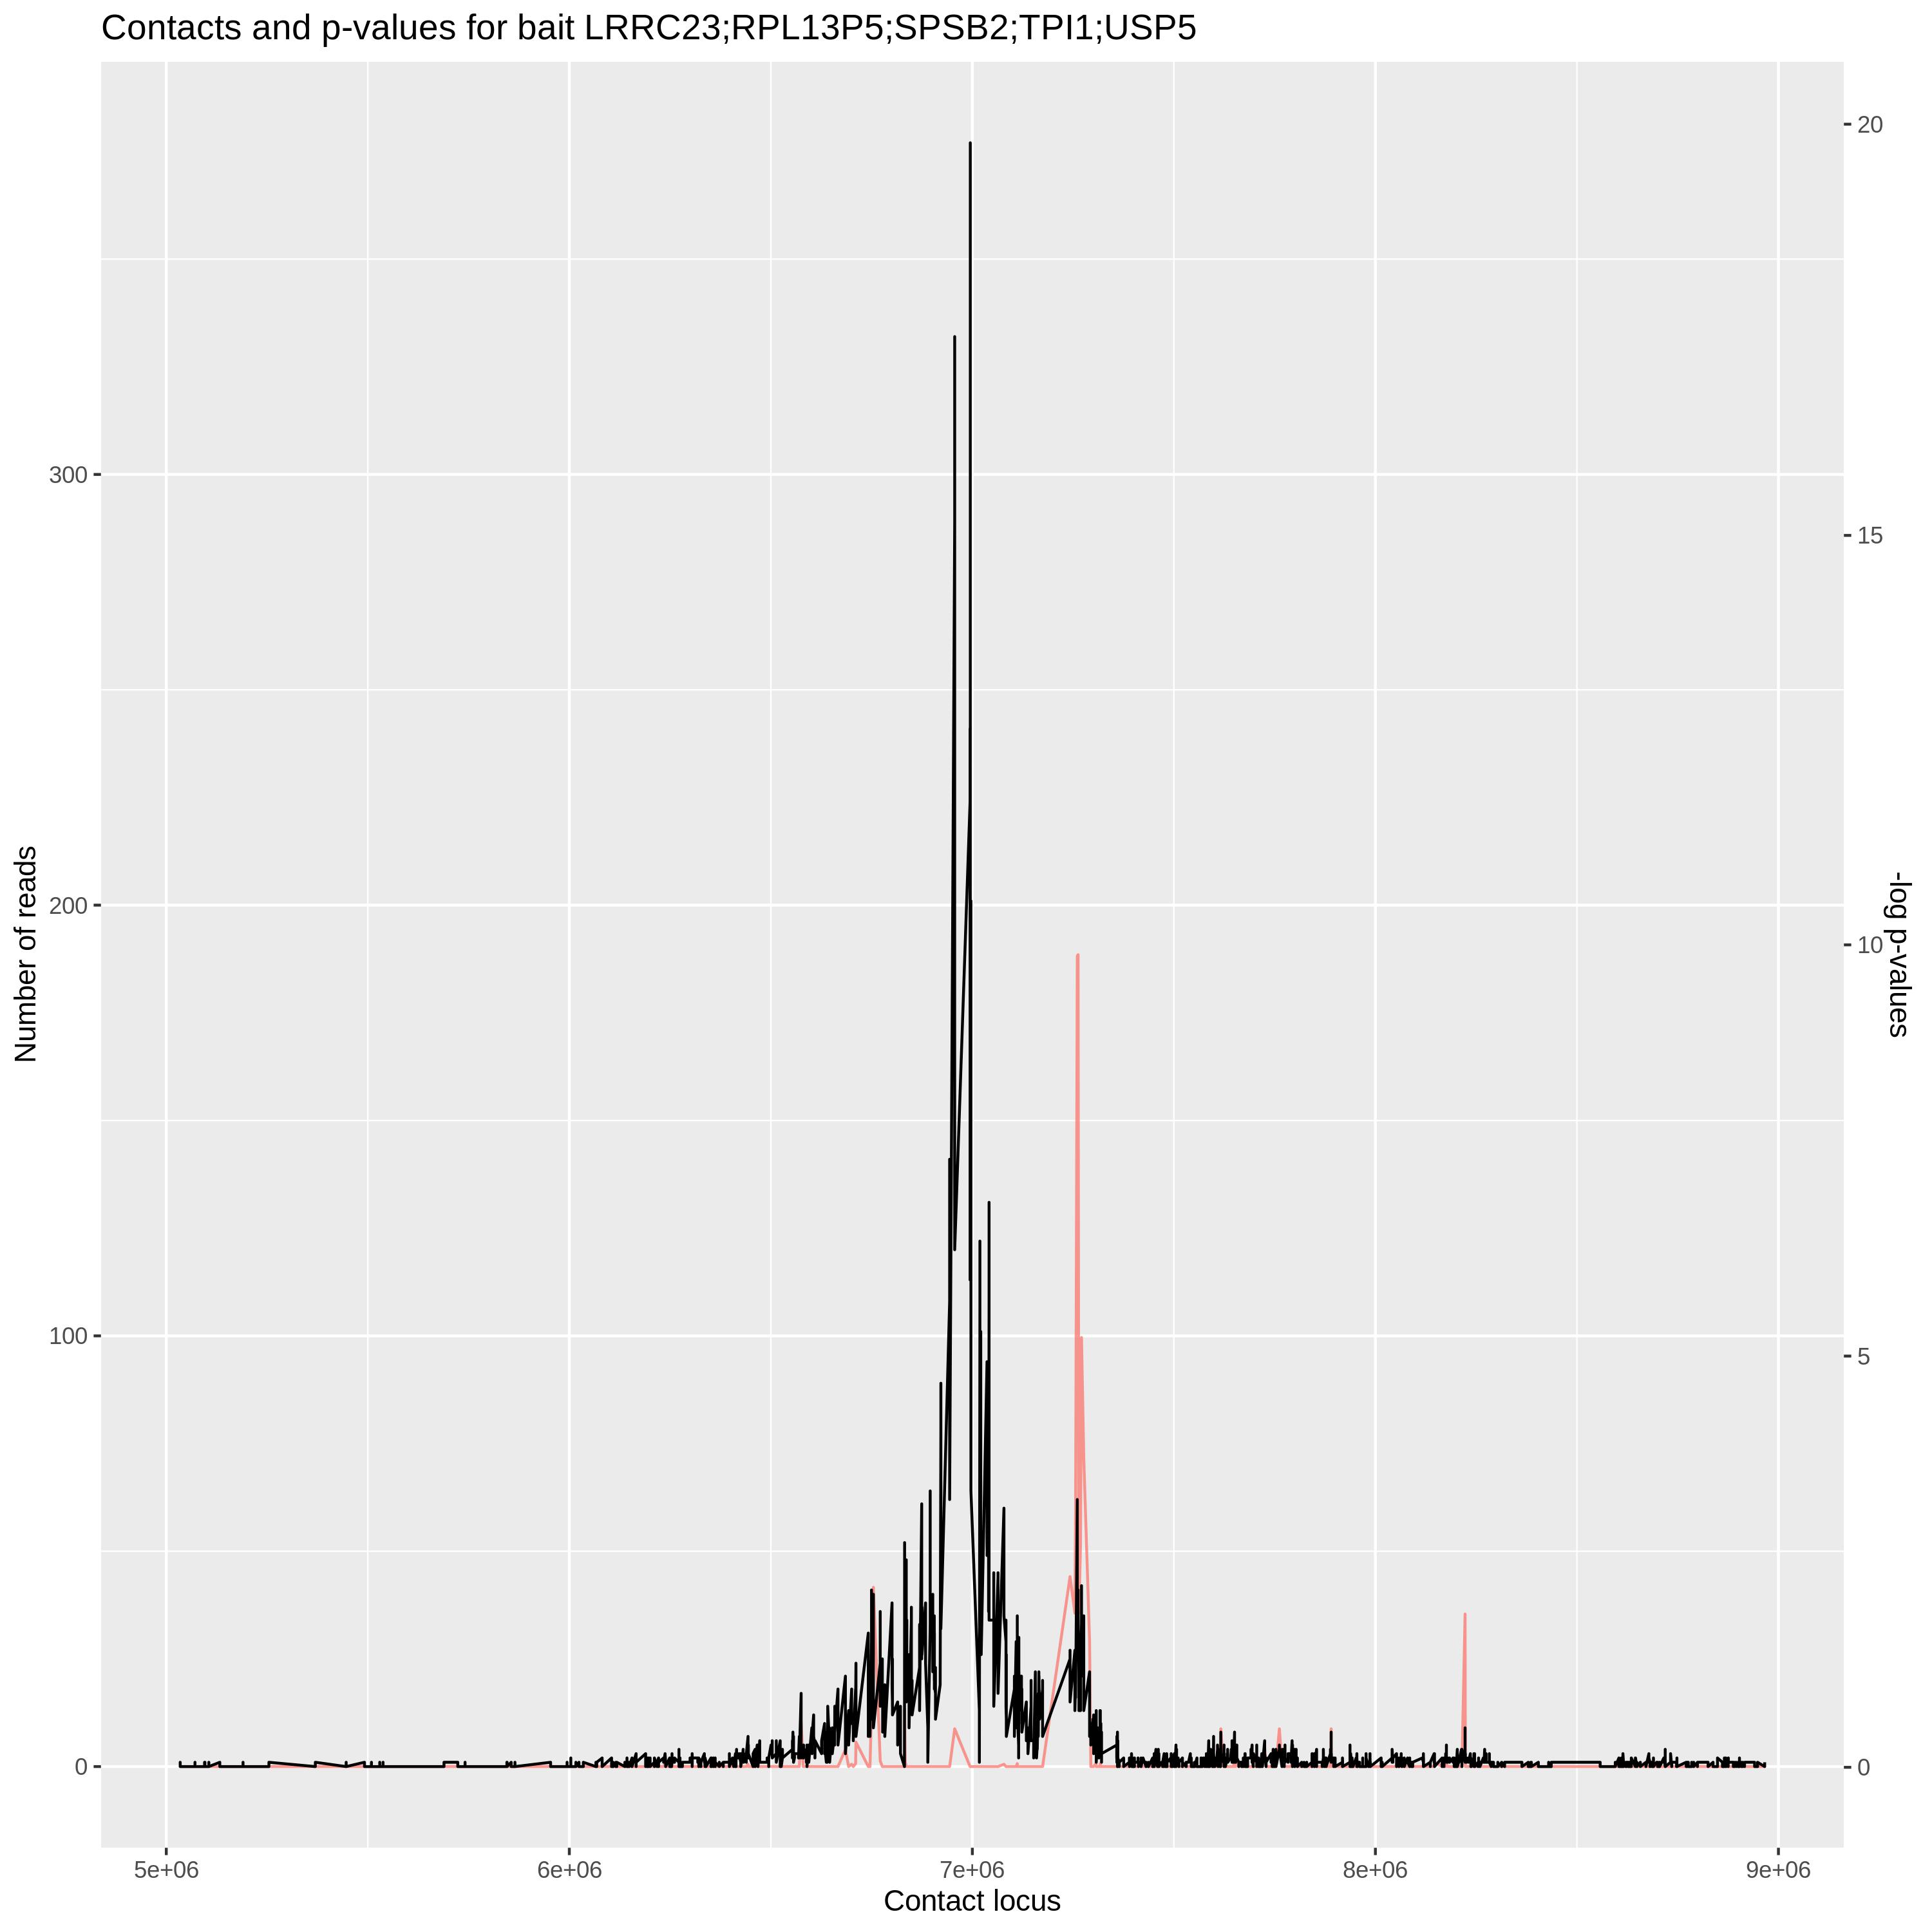 Contacts and p-values for bait LRRC23;RPL13P5;SPSB2;TPI1;USP5
Number of reads
300
200
100
0
20
15
10
5
0
-log p-values
5e+06
6e+06
7e+06
8e+06
9e+06
Contact locus